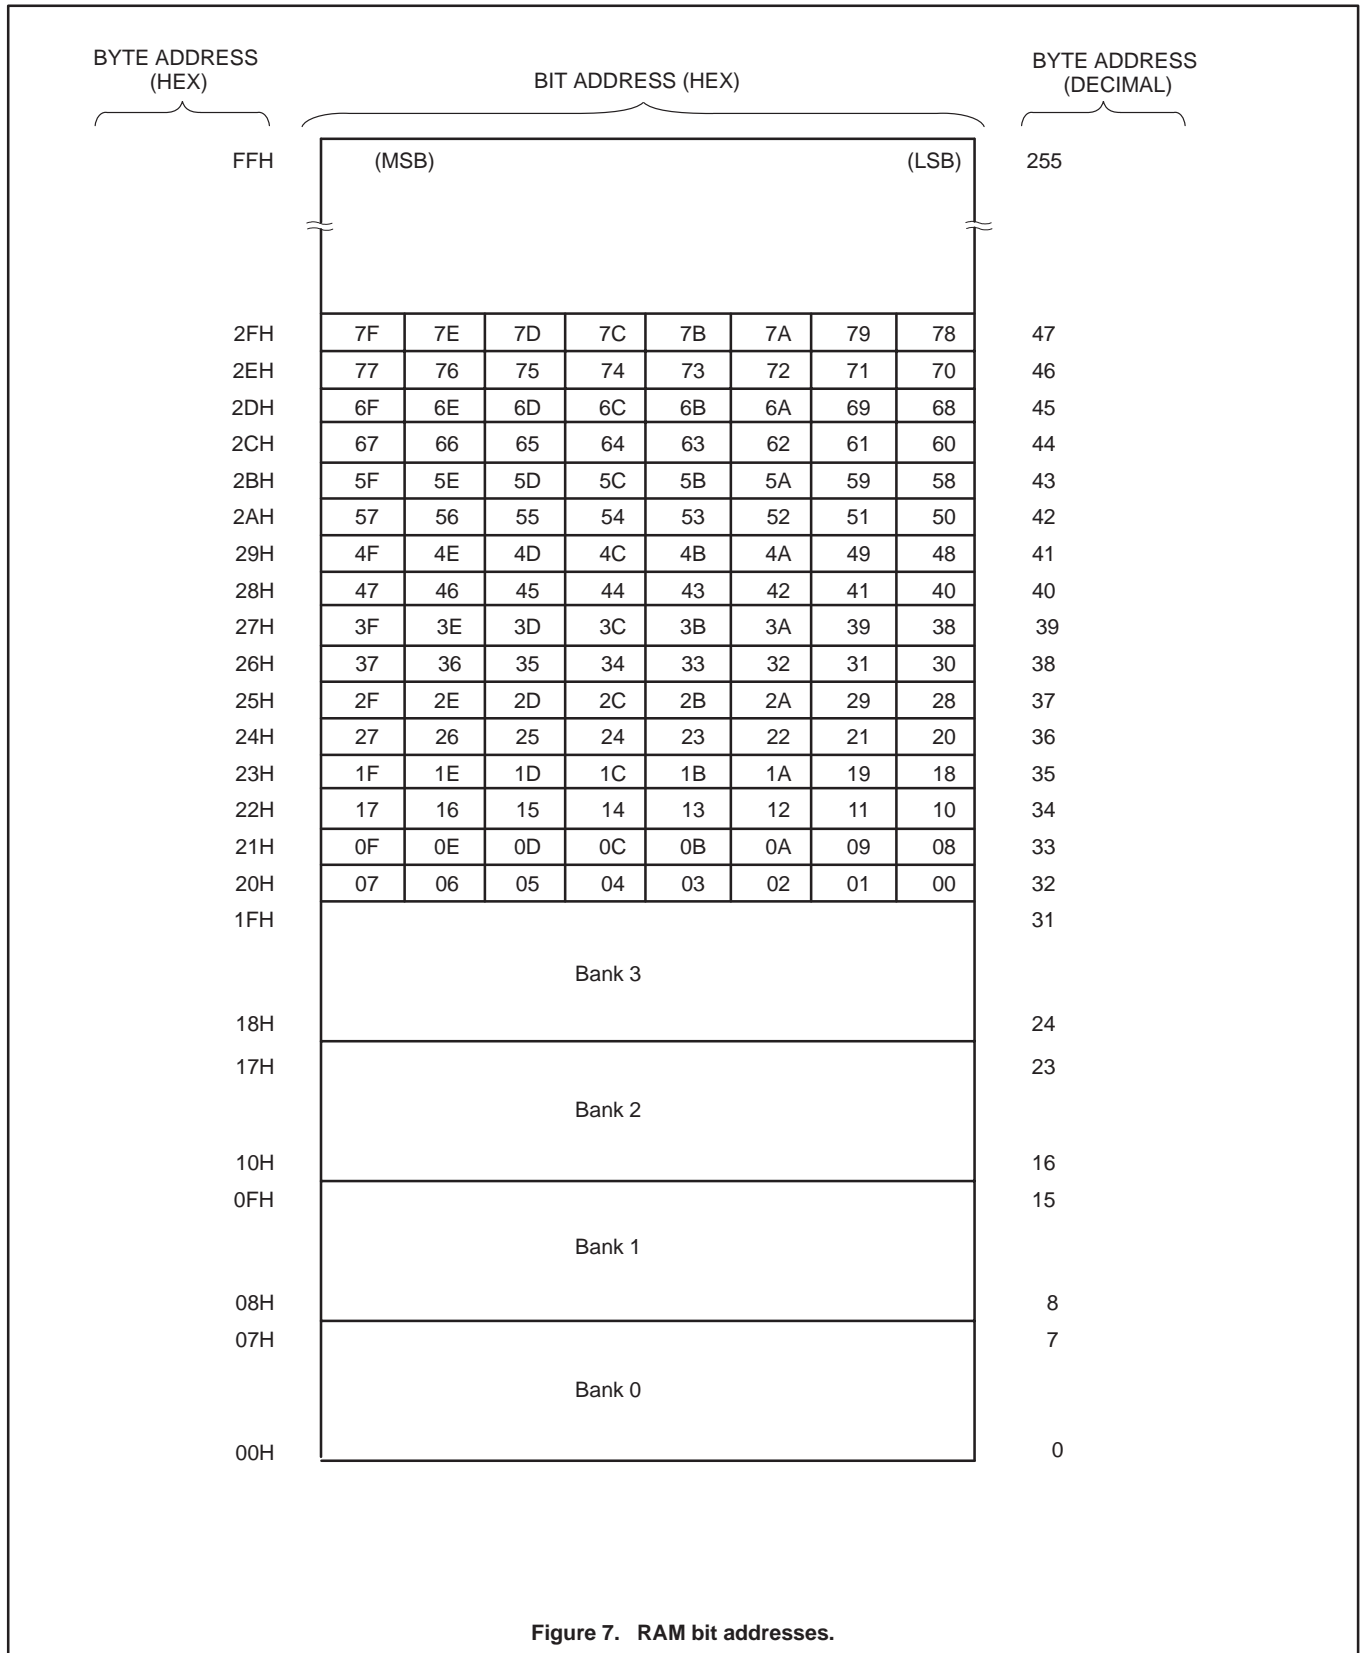 BYTE ADDRESS
(HEX)
BIT ADDRESS (HEX)
BYTE ADDRESS
(DECIMAL)
FFH (MSB) (LSB) 255
2FH 7F 7E 7D 7C 7B 7A 79 78 47
2EH 77 76 75 74 73 72 71 70 46
2DH 6F 6E 6D 6C 6B 6A 69 68 45
2CH 67 66 65 64 63 62 61 60 44
2BH 5F 5E 5D 5C 5B 5A 59 58 43
2AH 57 56 55 54 53 52 51 50 42
29H 4F 4E 4D 4C 4B 4A 49 48 41
28H 47 46 45 44 43 42 41 40 40
27H 3F 3E 3D 3C 3B 3A 39 38 39
26H 37 36 35 34 33 32 31 30 38
25H 2F 2E 2D 2C 2B 2A 29 28 37
24H 27 26 25 24 23 22 21 20 36
23H 1F 1E 1D 1C 1B 1A 19 18 35
22H 17 16 15 14 13 12 11 10 34
21H 0F 0E 0D 0C 0B 0A 09 08 33
20H 07 06 05 04 03 02 01 00 32
1FH 31
Bank 3
18H 24
17H 23
Bank 2
10H 16
0FH 15
Bank 1
08H 8
07H 7
Bank 0
00H 0
Figure 7. RAM bit addresses.